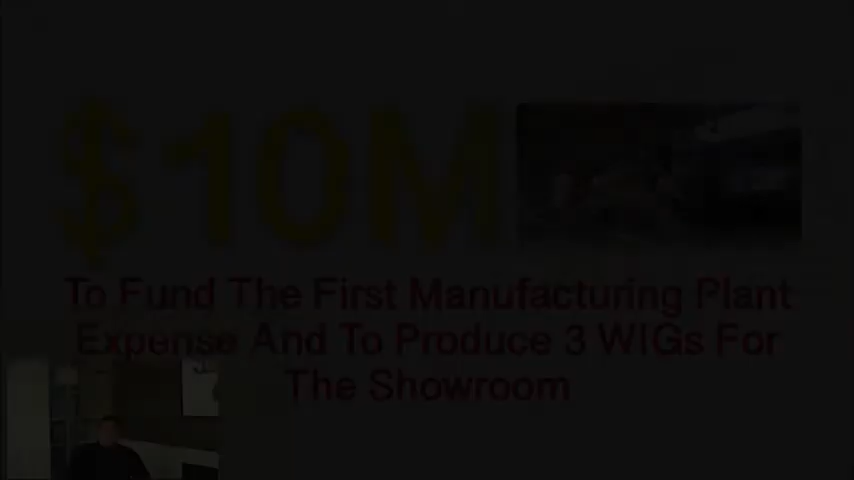 $10M
To Fund The First Manufacturing Plant
Expense And To Produce 3 WIGs For
The Showroom